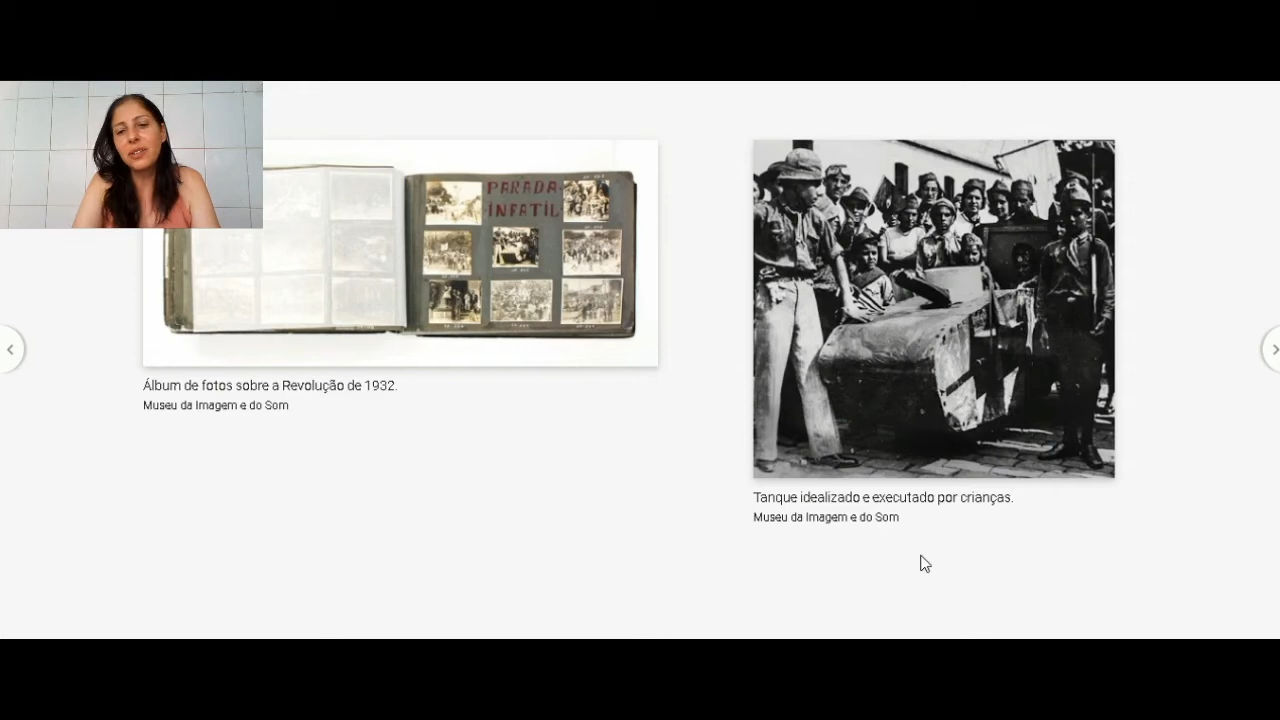 PARADA
INFATIL
Álbum de fotos sobre a Revolução de 1932.
Museu da Imagem e do Som
Tanque idealizado e executado por crianças.
Museu da Imagem e do Som